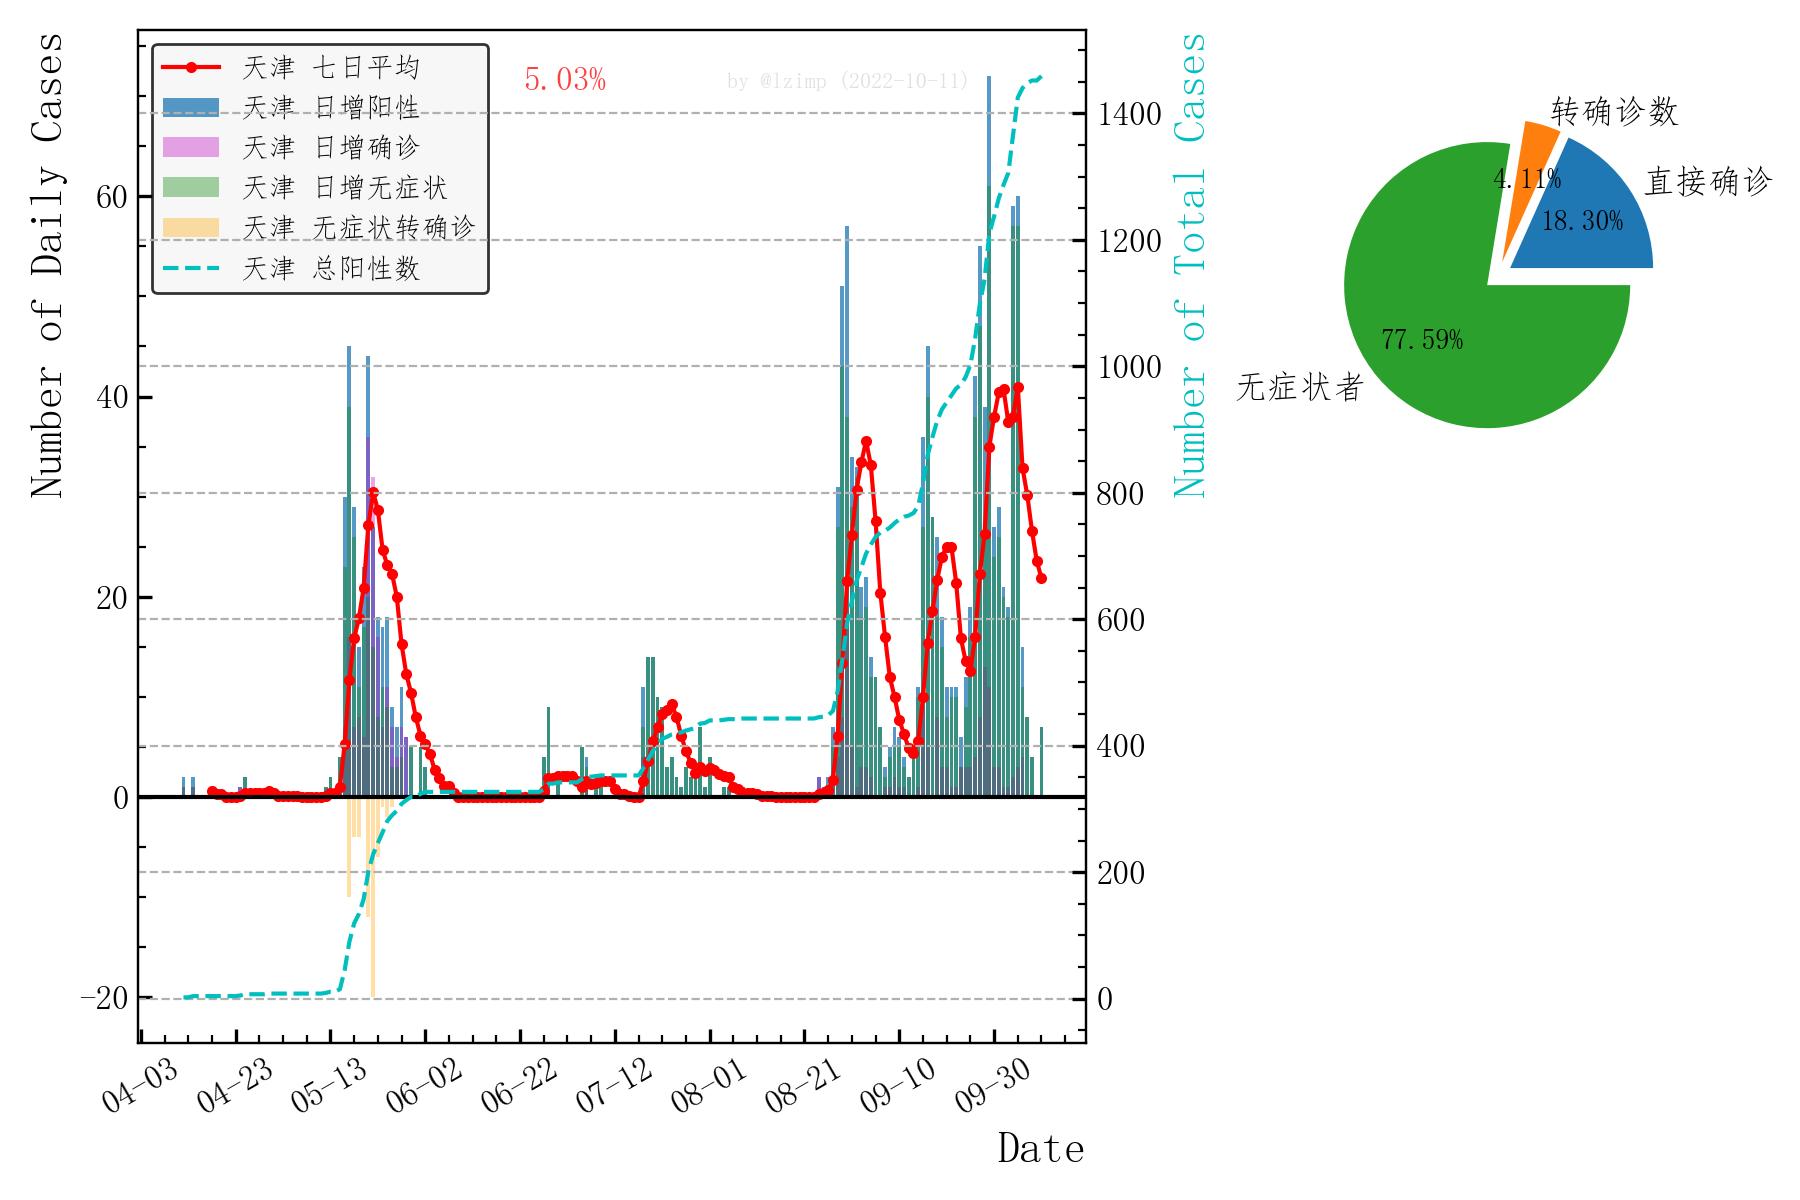 Number of Daily Cases
天津 七日平均
天津 日增阳性
天津 日增确诊
天津 日增无症状
天津 无症状转确诊
天津 总阳性数
5.03%
by @lzimp (2022-10-11)
60
40
20
0
−20
1400
1200
1000
800
600
400
200
0
Number of Total Cases
04-03
04-23
05-13
06-02
06-22
07-12
08-01
08-21
09-10
09-30
Date
转确诊数
4.11%
直接确诊
18.30%
77.59%
无症状者